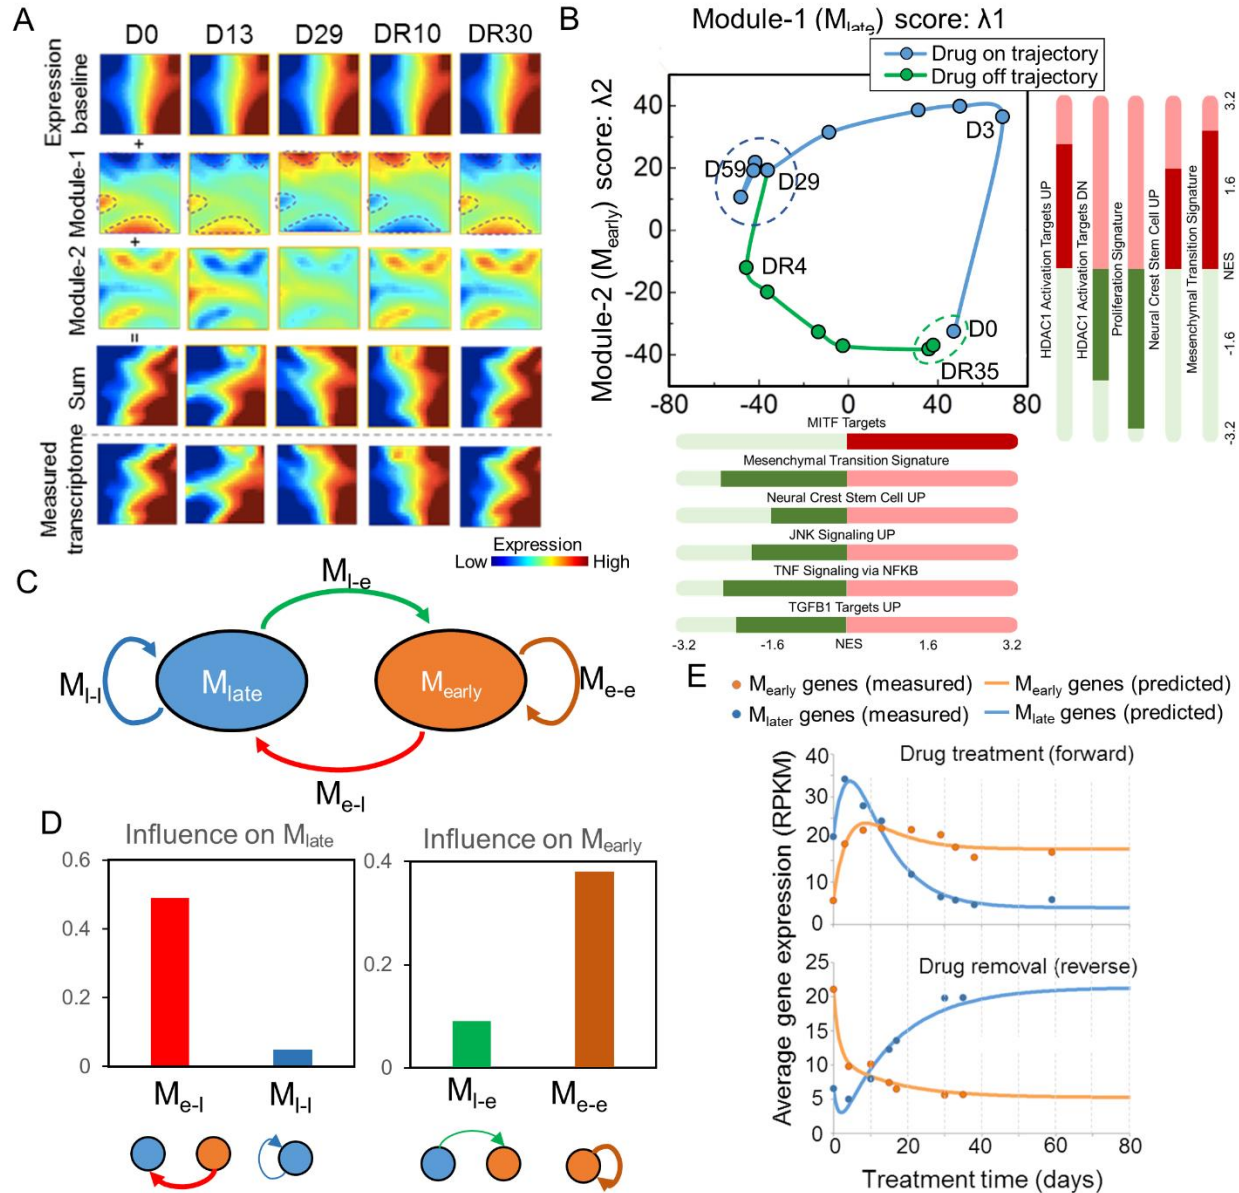 A
D0 D13 D29 DR10 DR30
Expression
baseline
+
Module-1
+
Module-2
=
Sum
Measured
transcriptome
Expression
Low High
B
Module-1 (Mlate) score: λ1
Drug on trajectory
Drug off trajectory
Module-2 (Mearly) score: λ2
40
20
0
-20
-40
-80 -40 0 40 80
D3
D59
D29
DR4
D0
DR35
HDAC1 Activation Targets UP
HDAC1 Activation Targets DN
Proliferation Signature
Neural Crest Stem Cell UP
Mesenchymal Transition Signature
3.2
1.6
NES
-1.6
-3.2
MITF Targets
Mesenchymal Transition Signature
Neural Crest Stem Cell UP
JNK Signaling UP
TNF Signaling via NFKB
TGFB1 Targets UP
-3.2 -1.6 NES 1.6 3.2
C
Ml-e
Ml-l
Mlate
Mearly
Me-e
Me-l
D
Influence on Mlate
0.6
0.4
0.2
0
Me-l Ml-l
Influence on Mearly
0.4
0.2
0
Ml-e Me-e
E
Mearly genes (measured)
Mearly genes (predicted)
Mlater genes (measured)
Mlate genes (predicted)
Average gene expression (RPKM)
Drug treatment (forward)
40
30
20
10
0
Drug removal (reverse)
25
20
15
10
5
0
0 20 40 60 80
Treatment time (days)